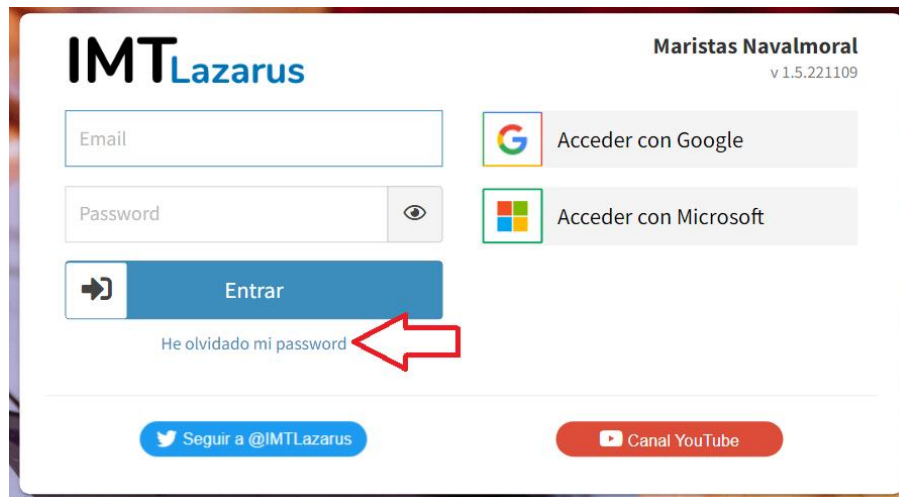 IMTLazarus
Maristas Navalmoral
v 1.5.221109
Email
Password
Entrar
He olvidado mi password
Acceder con Google
Acceder con Microsoft
Seguir a @IMTLazarus
Canal YouTube